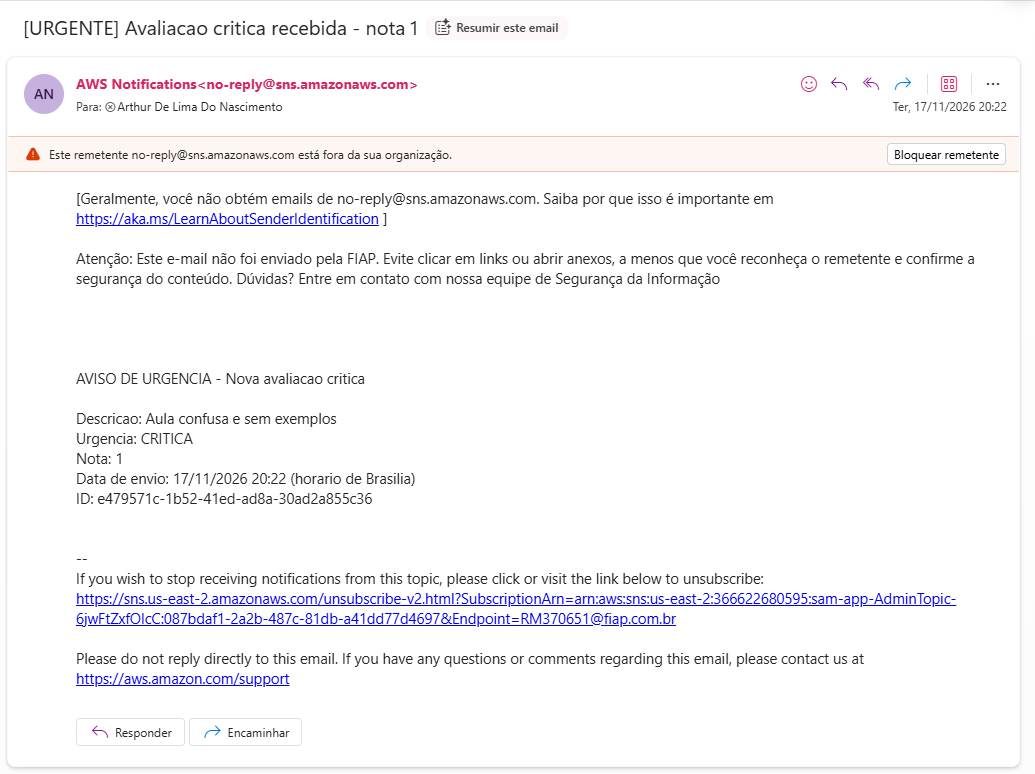 [URGENTE] Avaliacao critica recebida - nota 1 Resumir este email
AN
AWS Notifications<no-reply@sns.amazonaws.com>
Para: Arthur De Lima Do Nascimento
Ter, 17/11/2026 20:22
Este remetente no-reply@sns.amazonaws.com está fora da sua organização.
Bloquear remetente
[Geralmente, você não obtém emails de no-reply@sns.amazonaws.com. Saiba por que isso é importante em
https://aka.ms/LearnAboutSenderIdentification ]
Atenção: Este e-mail não foi enviado pela FIAP. Evite clicar em links ou abrir anexos, a menos que você reconheça o remetente e confirme a
segurança do conteúdo. Dúvidas? Entre em contato com nossa equipe de Segurança da Informação
AVISO DE URGENCIA - Nova avaliacao critica
Descricao: Aula confusa e sem exemplos
Urgencia: CRITICA
Nota: 1
Data de envio: 17/11/2026 20:22 (horario de Brasilia)
ID: e479571c-1b52-41ed-ad8a-30ad2a855c36
--
If you wish to stop receiving notifications from this topic, please click or visit the link below to unsubscribe:
https://sns.us-east-2.amazonaws.com/unsubscribe-v2.html?SubscriptionArn=arn:aws:sns:us-east-2:366622680595:sam-app-AdminTopic-
6jwFtZxfOIcC:087bdaf1-2a2b-487c-81db-a41dd77d4697&Endpoint=RM370651@fiap.com.br
Please do not reply directly to this email. If you have any questions or comments regarding this email, please contact us at
https://aws.amazon.com/support
Responder
Encaminhar